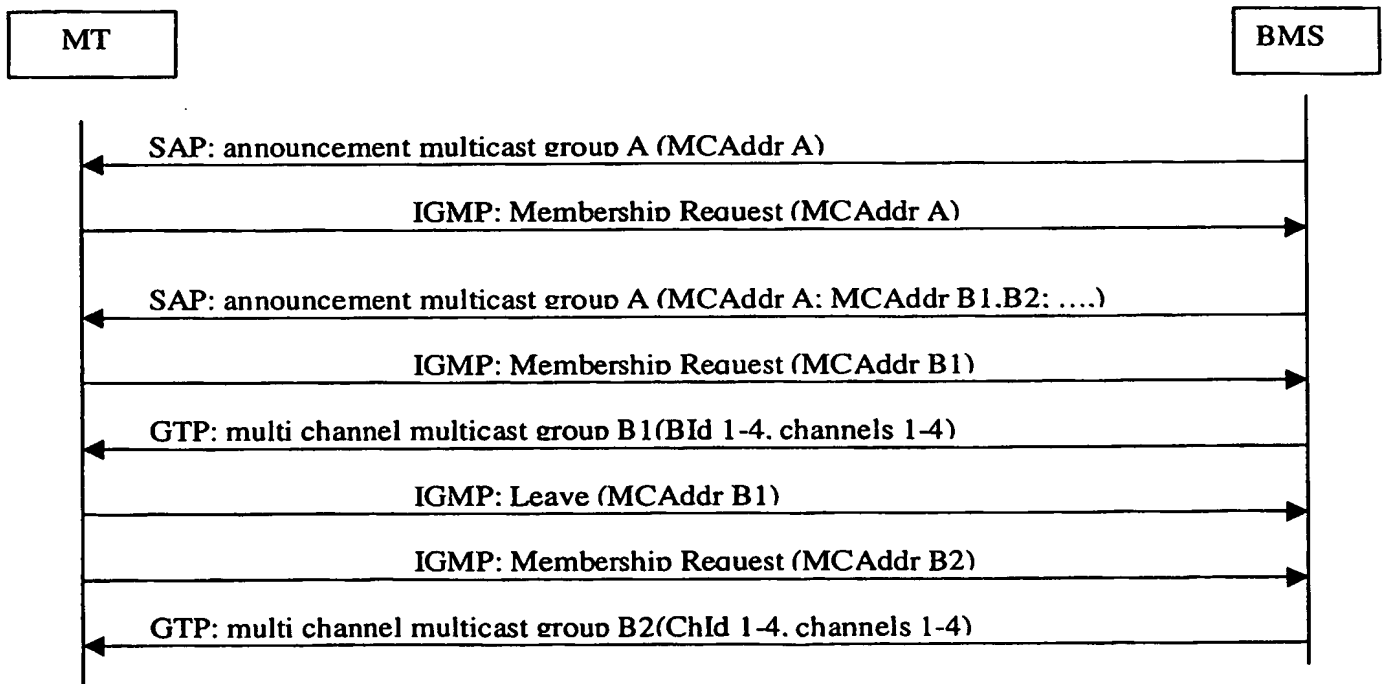 MT
BMS
SAP: announcement multicast group A (MCAddr A)
IGMP: Membership Request (MCAddr A)
SAP: announcement multicast group A (MCAddr A; MCAddr B1,B2; ....)
IGMP: Membership Request (MCAddr B1)
GTP: multi channel multicast group B1(BId 1-4, channels 1-4)
IGMP: Leave (MCAddr B1)
IGMP: Membership Request (MCAddr B2)
GTP: multi channel multicast group B2(ChId 1-4, channels 1-4)